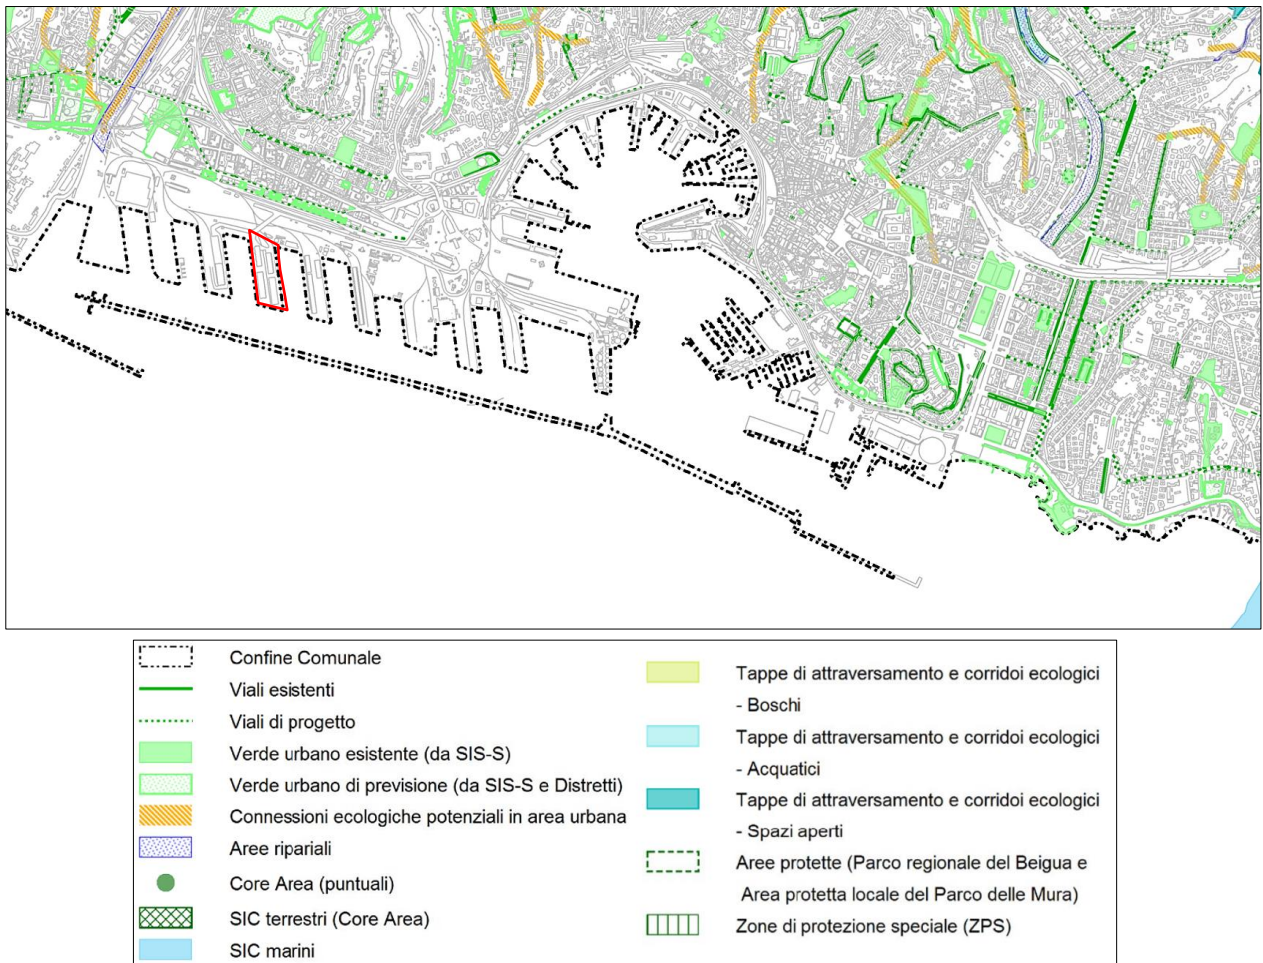 Confine Comunale
Viali esistenti
Viali di progetto
Verde urbano esistente (da SIS-S)
Verde urbano di previsione (da SIS-S e Distretti)
Connessioni ecologiche potenziali in area urbana
Aree ripariali
Core Area (puntuali)
SIC terrestri (Core Area)
SIC marini
Tappe di attraversamento e corridoi ecologici
- Boschi
Tappe di attraversamento e corridoi ecologici
- Acquatici
Tappe di attraversamento e corridoi ecologici
- Spazi aperti
Aree protette (Parco regionale del Beigua e
Area protetta locale del Parco delle Mura)
Zone di protezione speciale (ZPS)